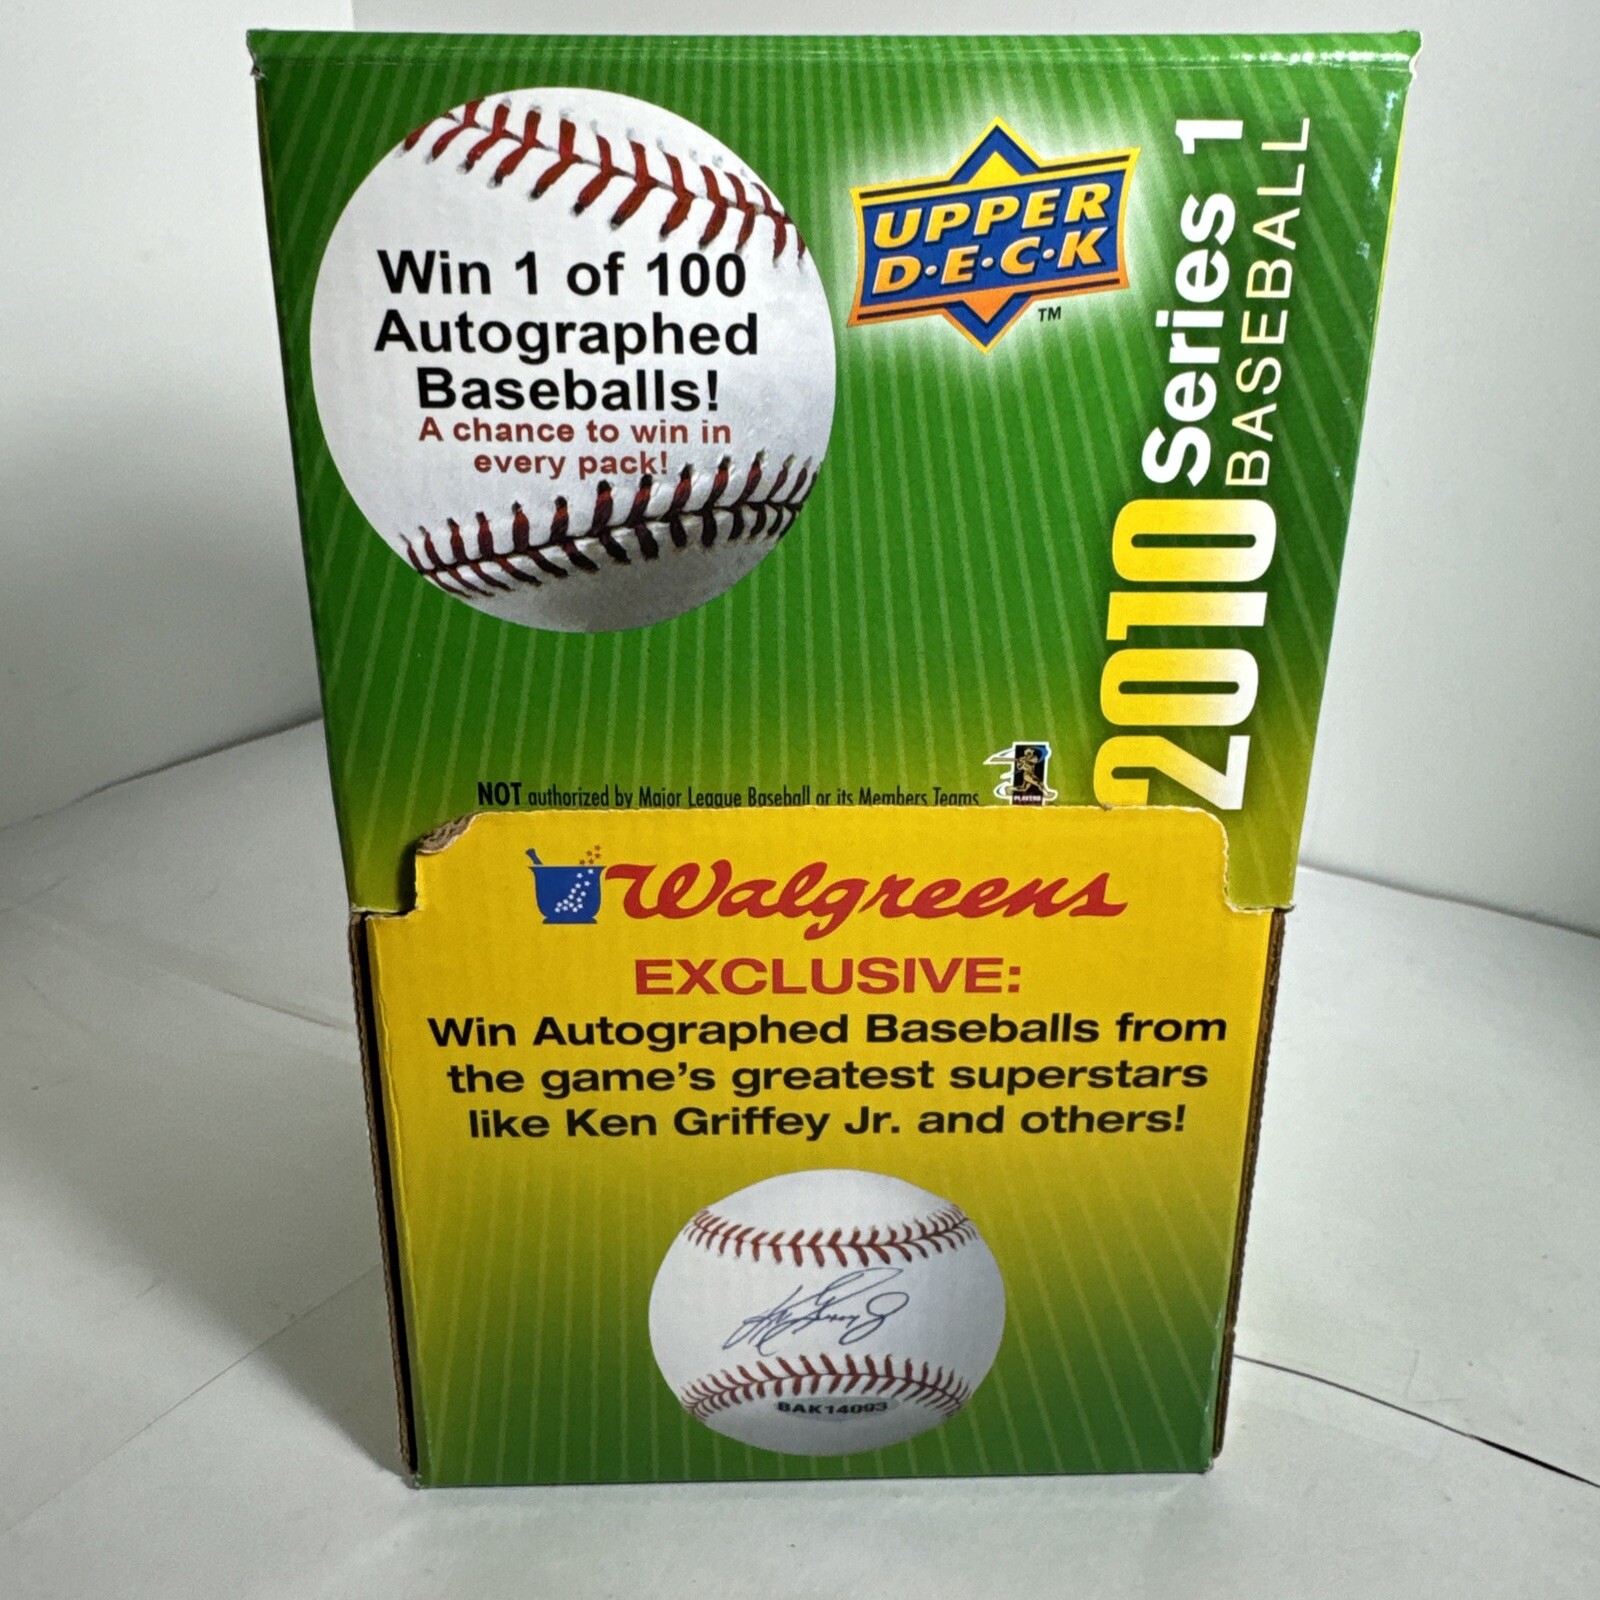 Win 1 of 100
Autographed
Baseballs!
A chance to win in
every pack!
UPPER
D·E·C·K
TM
2010 Series 1
BASEBALL
NOT authorized by Major League Baseball or its Members Teams
PLAYERS
Walgreens
EXCLUSIVE:
Win Autographed Baseballs from
the game's greatest superstars
like Ken Griffey Jr. and others!
BAK14093